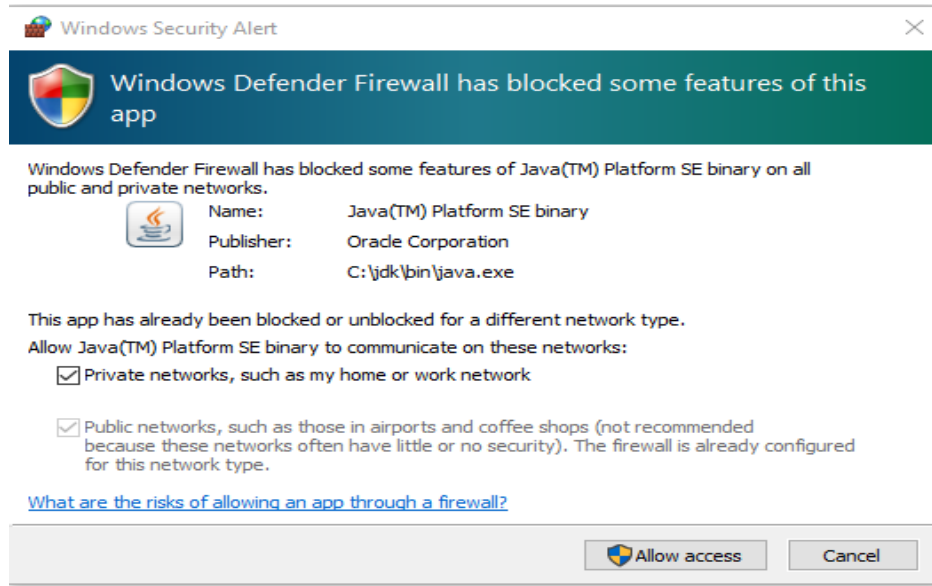 Windows Security Alert
Windows Defender Firewall has blocked some features of this
app
Windows Defender Firewall has blocked some features of Java(TM) Platform SE binary on all
public and private networks.
Name: Java(TM) Platform SE binary
Publisher: Oracle Corporation
Path: C:\jdk\bin\java.exe
This app has already been blocked or unblocked for a different network type.
Allow Java(TM) Platform SE binary to communicate on these networks:
Private networks, such as my home or work network
Public networks, such as those in airports and coffee shops (not recommended
because these networks often have little or no security). The firewall is already configured
for this network type.
What are the risks of allowing an app through a firewall?
Allow access Cancel